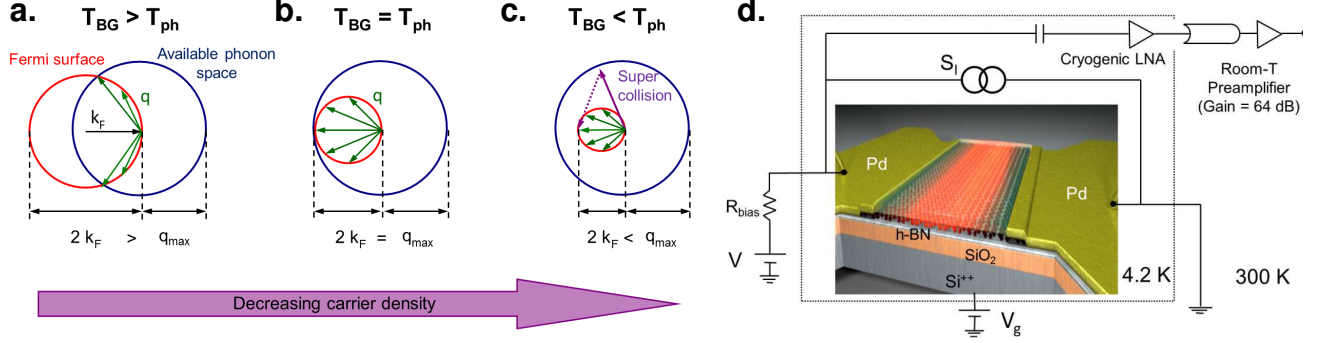 a.
T_BG > T_ph
Fermi surface
Available phonon
space
q
k_F
2 k_F > q_max
b.
T_BG = T_ph
q
2 k_F = q_max
c.
T_BG < T_ph
Super
collision
2 k_F < q_max
Decreasing carrier density
d.
S_I
Cryogenic LNA
Room-T
Preamplifier
(Gain = 64 dB)
Pd
Pd
R_bias
V
h-BN
SiO₂
Si⁺⁺
4.2 K
300 K
V_g